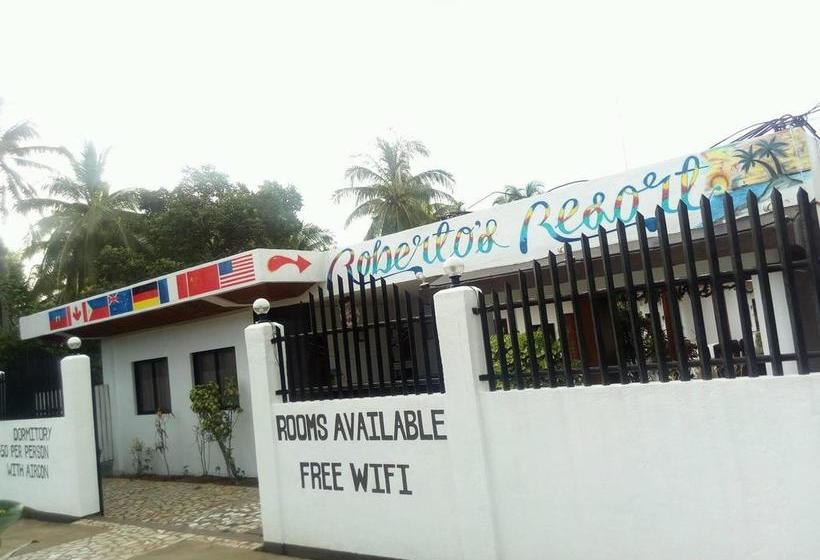 Roberto's Resort
DORMITORY
50 PER PERSON
WITH AIRCON
ROOMS AVAILABLE
FREE WIFI